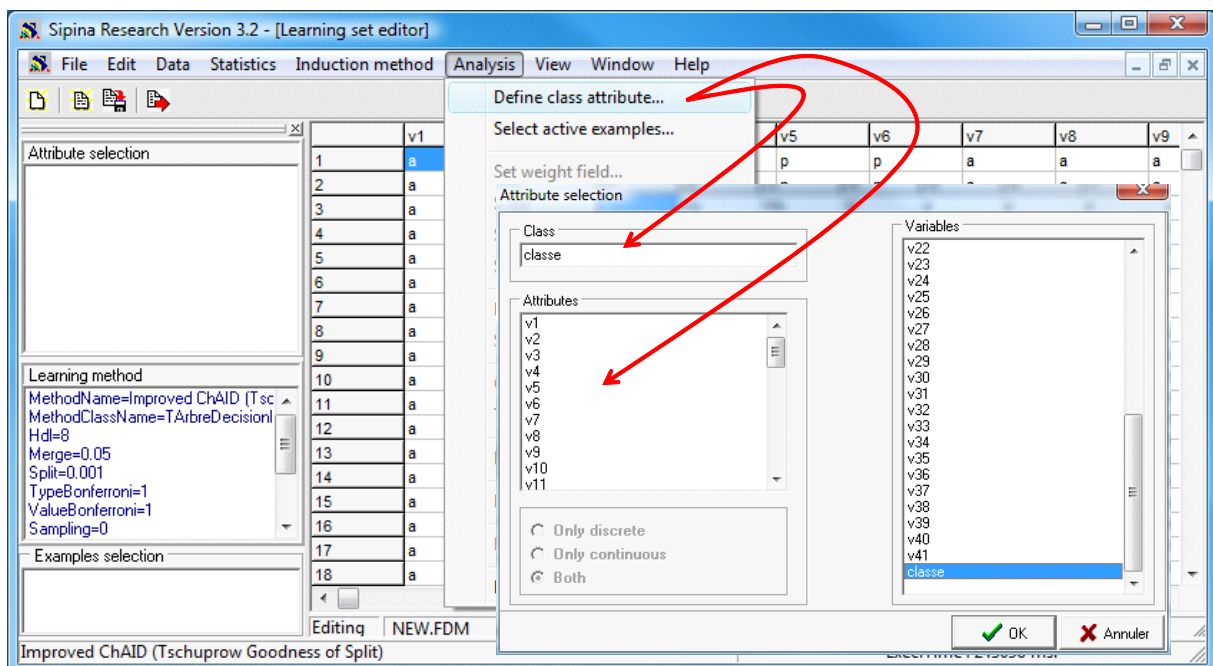 Sipina Research Version 3.2 - [Learning set editor]
File Edit Data Statistics Induction method Analysis View Window Help
Define class attribute...
Select active examples...
Set weight field...
Attribute selection
v1 v5 v6 v7 v8 v9
1 a p p a a a
2 a
3 a
4 a
5 a
6 a
7 a
8 a
9 a
10 a
11 a
12 a
13 a
14 a
15 a
16 a
17 a
18 a
Learning method
MethodName=Improved ChAID (Tsc
MethodClassName=TArbreDecisionI
Hdl=8
Merge=0.05
Split=0.001
TypeBonferroni=1
ValueBonferroni=1
Sampling=0
Examples selection
Attribute selection
Class
classe
Attributes
v1
v2
v3
v4
v5
v6
v7
v8
v9
v10
v11
Only discrete
Only continuous
Both
Variables
v22
v23
v24
v25
v26
v27
v28
v29
v30
v31
v32
v33
v34
v35
v36
v37
v38
v39
v40
v41
classe
OK Annuler
Editing NEW.FDM
Improved ChAID (Tschuprow Goodness of Split)